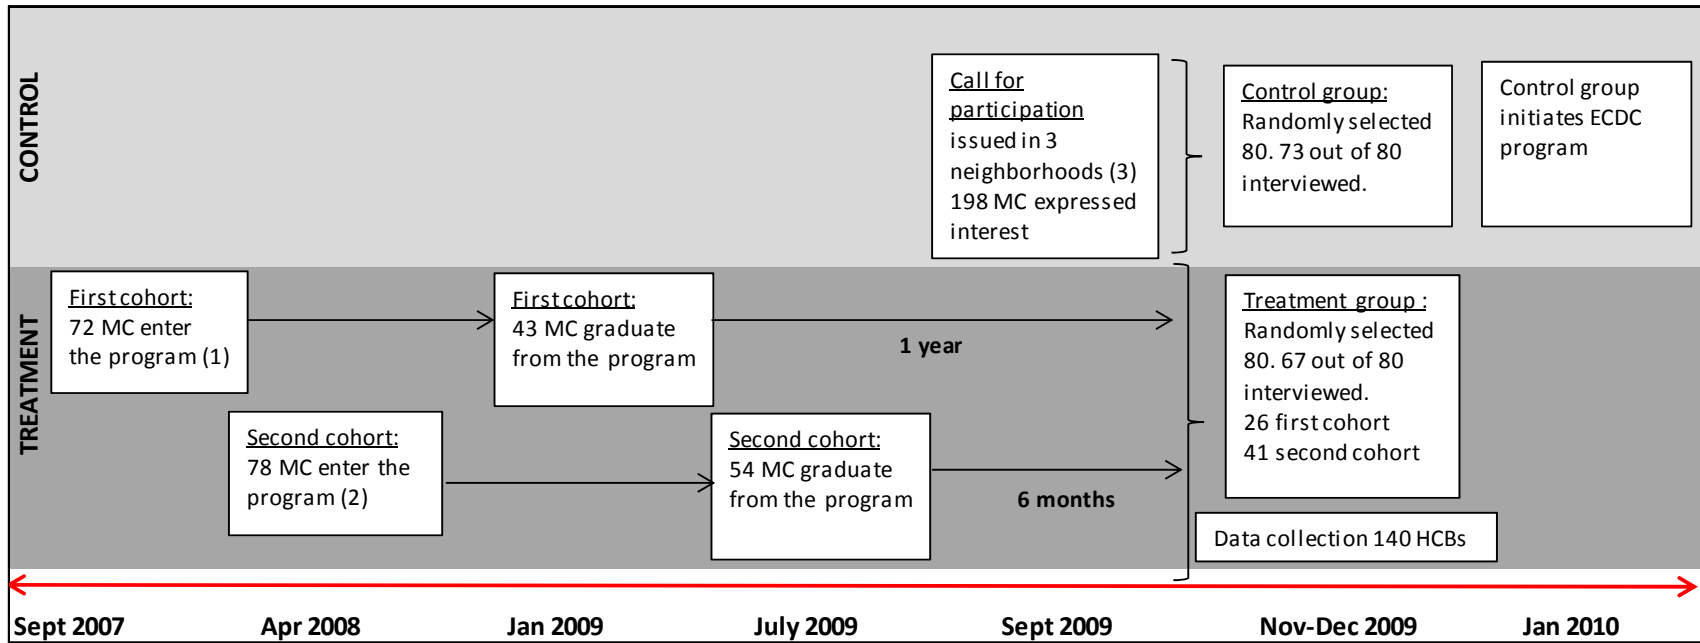 CONTROL
Call for
participation
issued in 3
neighborhoods (3)
198 MC expressed
interest
Control group:
Randomly selected
80. 73 out of 80
interviewed.
Control group
initiates ECDC
program
TREATMENT
First cohort:
72 MC enter
the program (1)
First cohort:
43 MC graduate
from the program
1 year
Second cohort:
78 MC enter the
program (2)
Second cohort:
54 MC graduate
from the program
6 months
Treatment group :
Randomly selected
80. 67 out of 80
interviewed.
26 first cohort
41 second cohort
Data collection 140 HCBs
Sept 2007 Apr 2008 Jan 2009 July 2009 Sept 2009 Nov-Dec 2009 Jan 2010